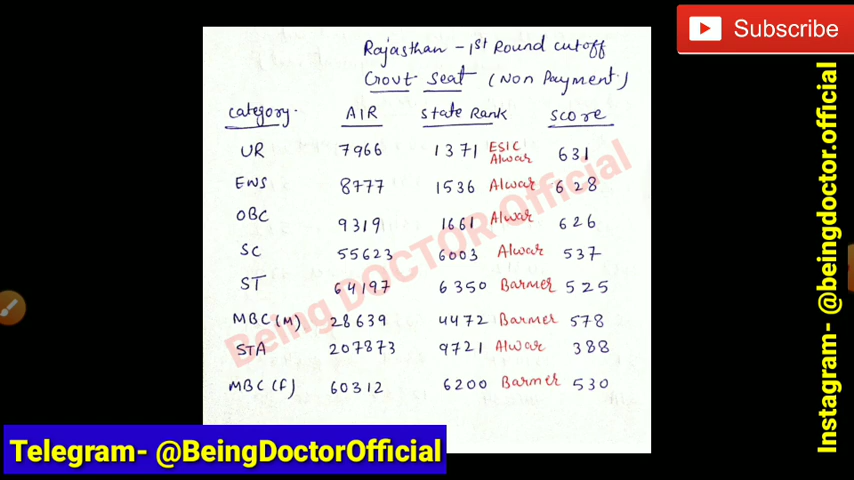 Subscribe
Rajasthan - 1st Round cutoff
Govt Seat (Non Payment)
Category. AIR State Rank Score
UR 7966 1371 ESIC Alwar 631
EWS 8777 1536 Alwar 628
OBC 9319 1661 Alwar 626
SC 55623 6003 Alwar 537
ST 64197 6350 Barmer 525
MBC (M) 28639 4472 Barmer 578
STA 207873 9721 Alwar 388
MBC (F) 60312 6200 Barmer 530
Being DOCTOR Official
Telegram- @BeingDoctorOfficial
Instagram- @beingdoctor.official